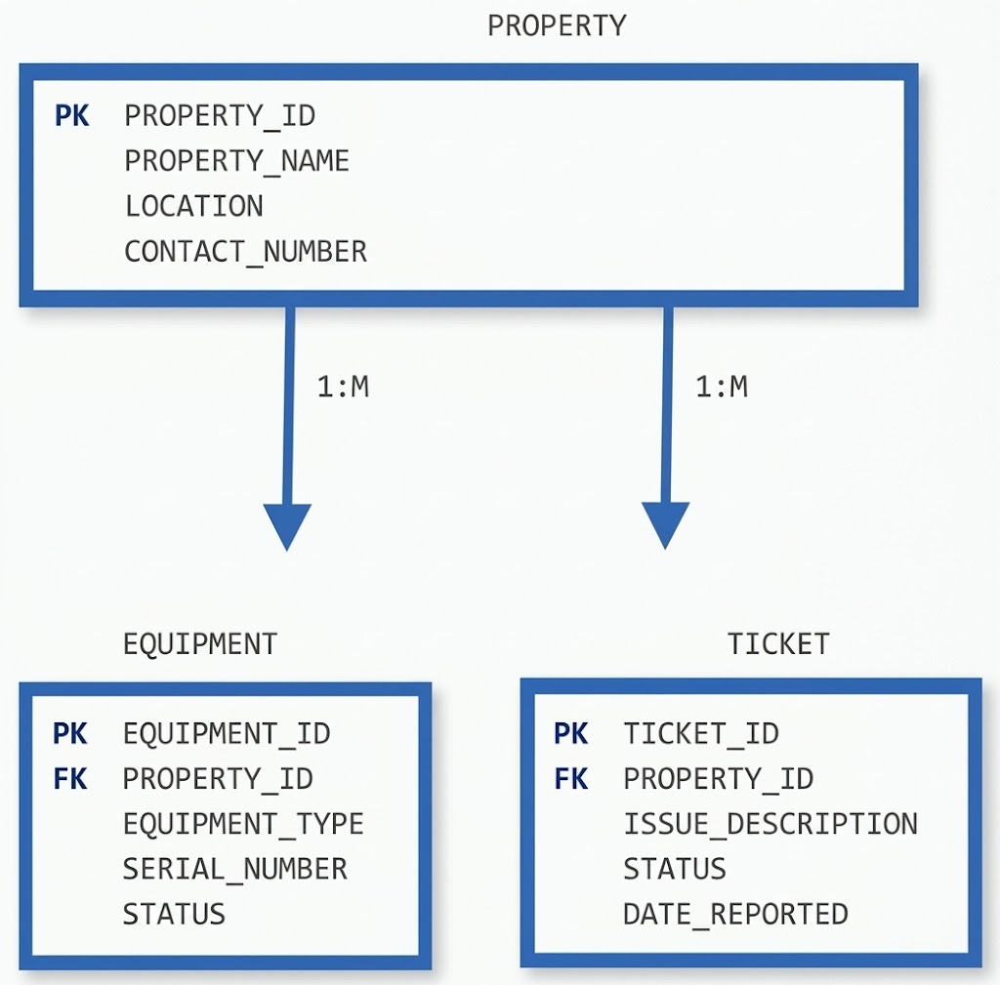 PROPERTY
PK PROPERTY_ID
PROPERTY_NAME
LOCATION
CONTACT_NUMBER
1:M
1:M
EQUIPMENT
PK EQUIPMENT_ID
FK PROPERTY_ID
EQUIPMENT_TYPE
SERIAL_NUMBER
STATUS
TICKET
PK TICKET_ID
FK PROPERTY_ID
ISSUE_DESCRIPTION
STATUS
DATE_REPORTED